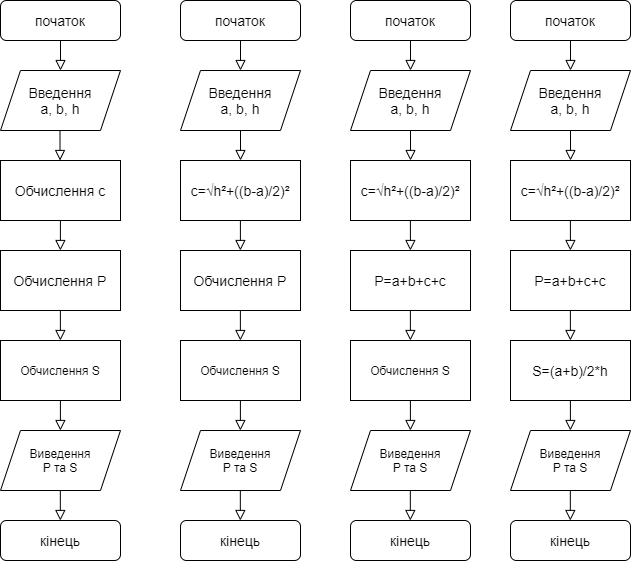 початок
Введення
a, b, h
Обчислення c
Обчислення P
Обчислення S
Виведення
P та S
кінець
початок
Введення
a, b, h
c=√h²+((b-a)/2)²
Обчислення P
Обчислення S
Виведення
P та S
кінець
початок
Введення
a, b, h
c=√h²+((b-a)/2)²
P=a+b+c+c
Обчислення S
Виведення
P та S
кінець
початок
Введення
a, b, h
c=√h²+((b-a)/2)²
P=a+b+c+c
S=(a+b)/2*h
Виведення
P та S
кінець